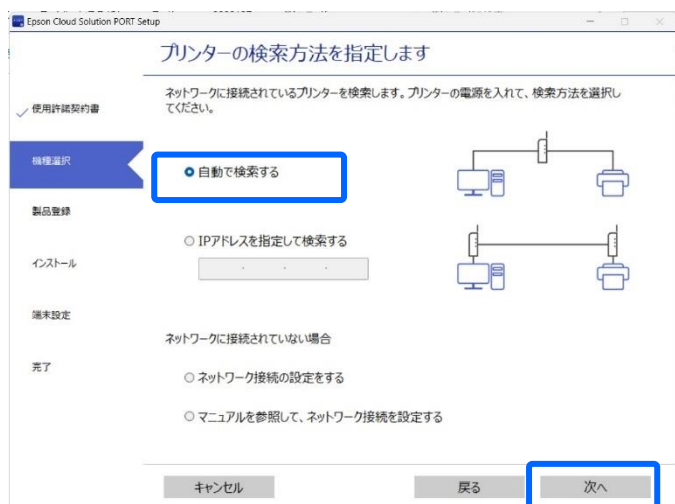 Epson Cloud Solution PORT Setup
プリンターの検索方法を指定します
ネットワークに接続されているプリンターを検索します。プリンターの電源を入れて、検索方法を選択し
てください。
使用許諾契約書
機種選択
製品登録
インストール
端末設定
完了
自動で検索する
IPアドレスを指定して検索する
ネットワークに接続されていない場合
ネットワーク接続の設定をする
マニュアルを参照して、ネットワーク接続を設定する
キャンセル
戻る
次へ